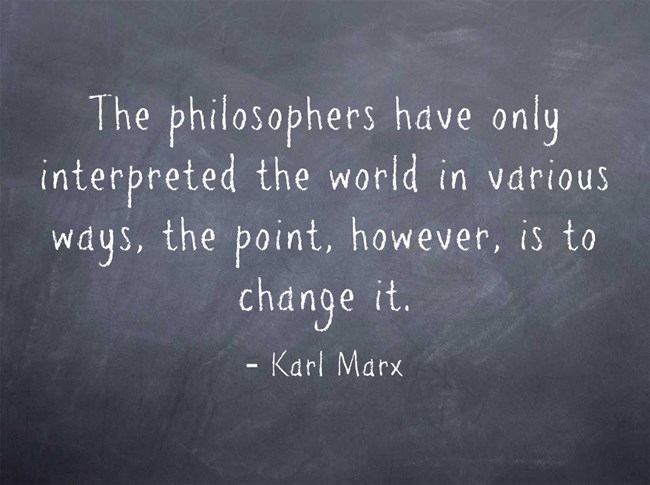 The philosophers have only
interpreted the world in various
ways, the point, however, is to
change it.
- Karl Marx